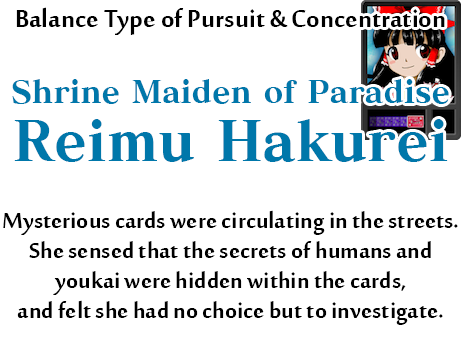 Balance Type of Pursuit & Concentration
Shrine Maiden of Paradise
Reimu Hakurei
Mysterious cards were circulating in the streets.
She sensed that the secrets of humans and
youkai were hidden within the cards,
and felt she had no choice but to investigate.